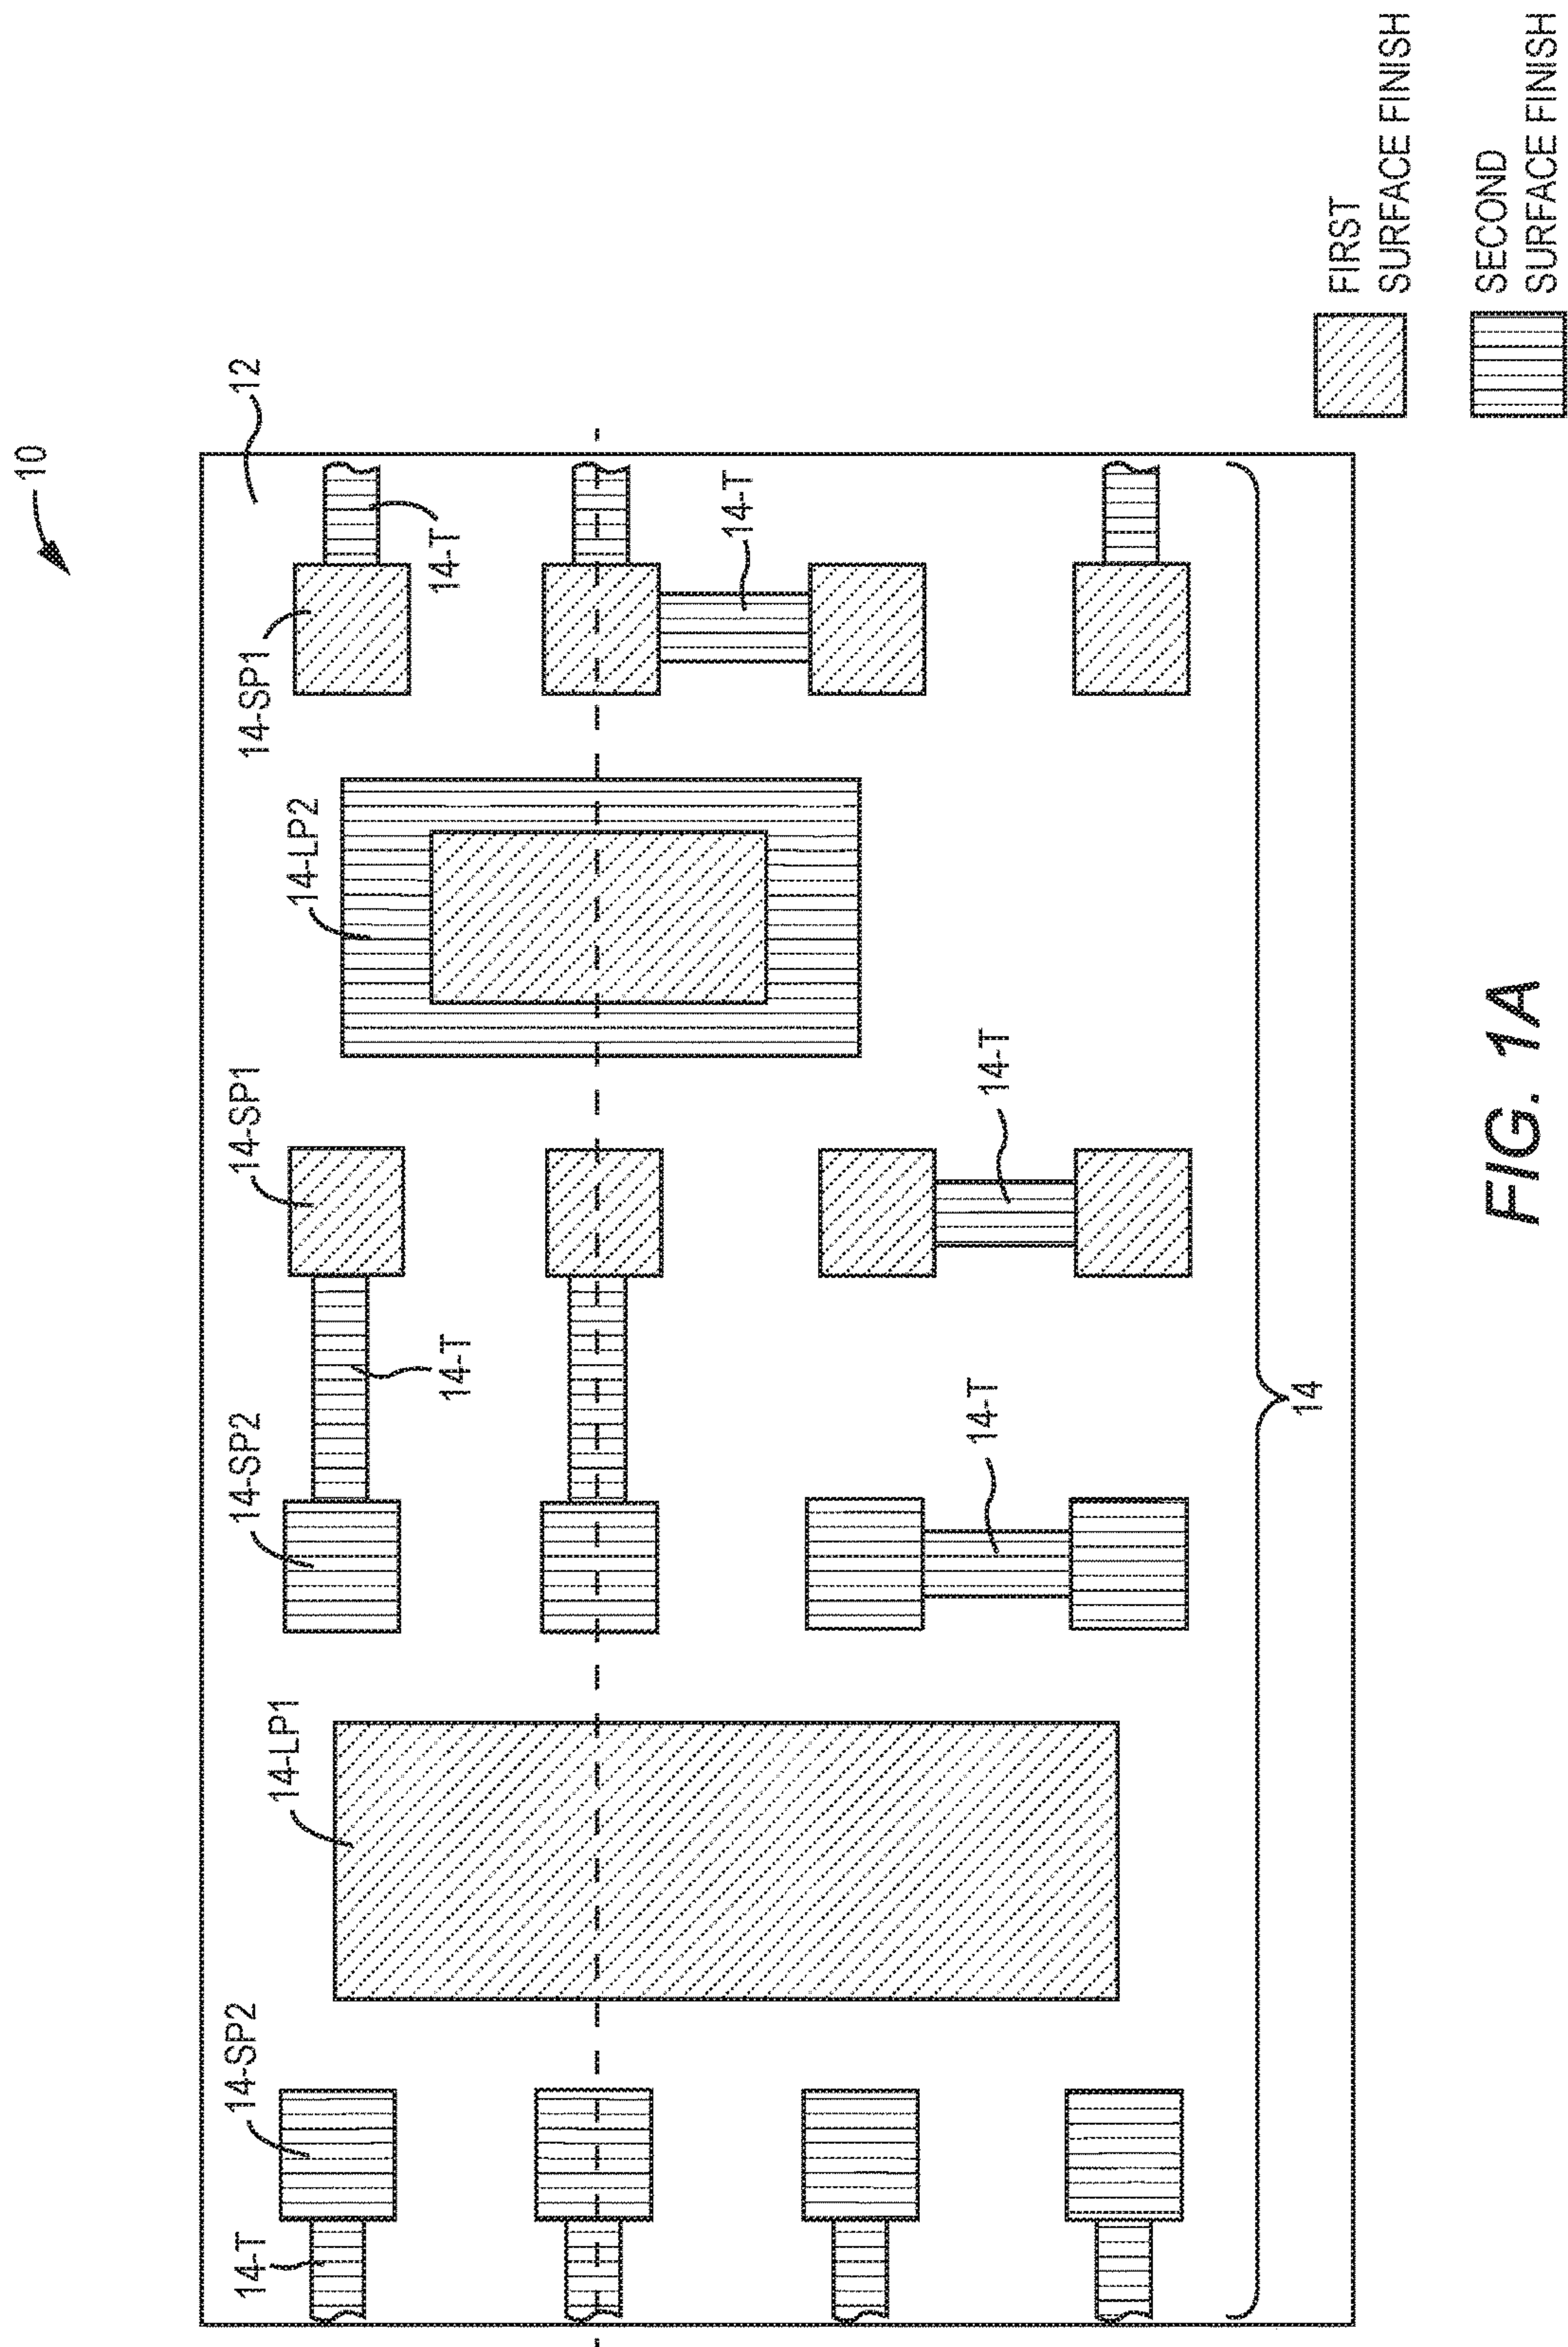 10
14-T
14-SP2
14-LP1
14-SP2
14-SP1
14-LP2
14-SP1
12
14-T
14-T
14-T
14-T
14-T
14
FIRST
SURFACE FINISH
SECOND
SURFACE FINISH
FIG. 1A